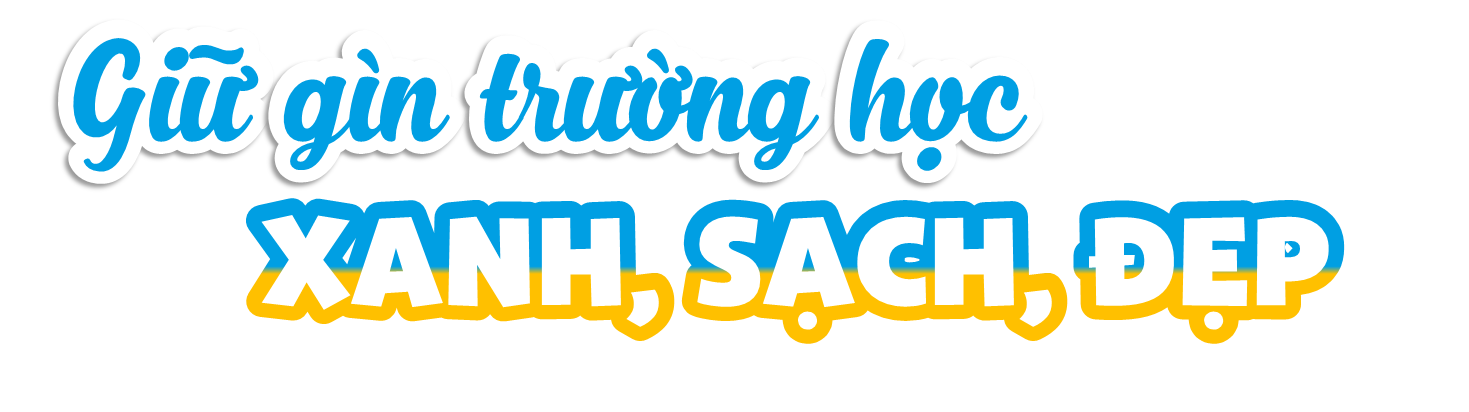 Giữ gìn trường học
XANH, SẠCH, ĐẸP